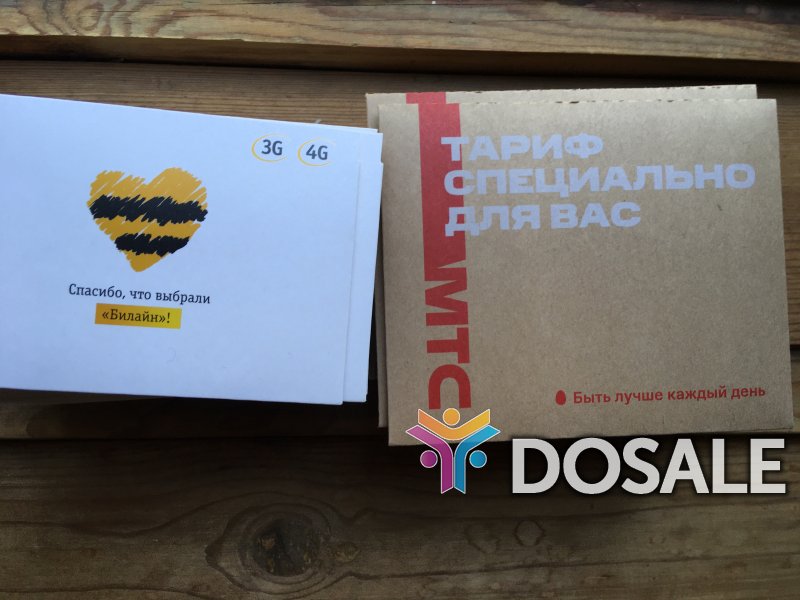 3G 4G
Спасибо, что выбрали
«Билайн»!
ТАРИФ
СПЕЦИАЛЬНО
ДЛЯ ВАС
МТС
Быть лучше каждый день
DOSALE